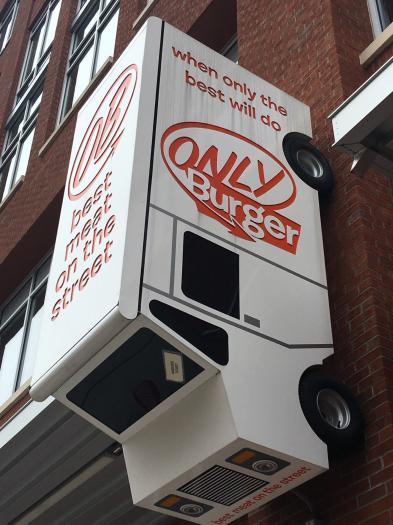 when only the
best will do
ONLY
Burger
best
meat
on the
street
best meat on the street